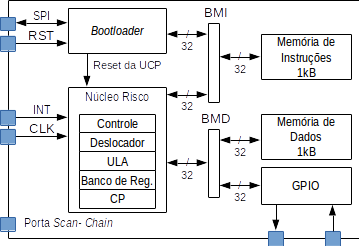 SPI
RST
Bootloader
BMI
32
32
Memória de
Instruções
1kB
Reset da UCP
Núcleo Risco
32
INT
CLK
Controle
Deslocador
ULA
Banco de Reg.
CP
BMD
32
32
32
Memória de
Dados
1kB
GPIO
Porta Scan-Chain